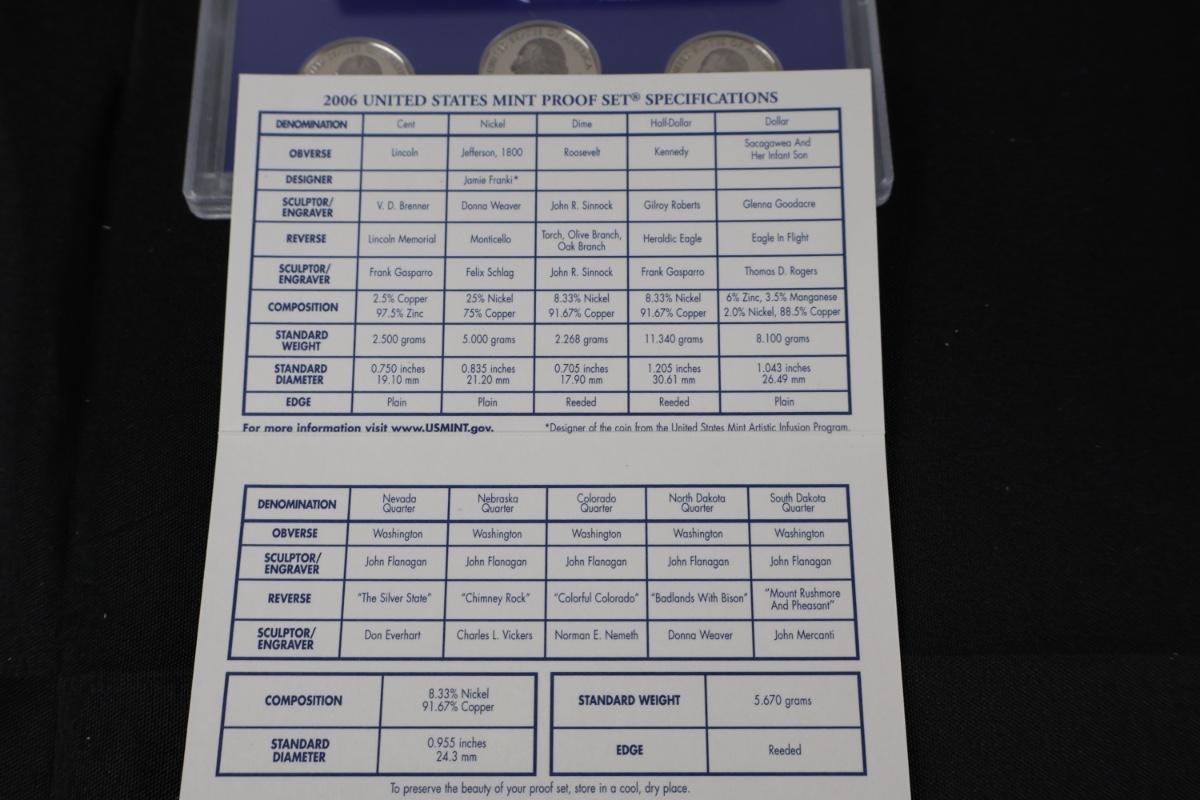 UNITED STATES OF AMERICA
2006 UNITED STATES MINT PROOF SET® SPECIFICATIONS
DENOMINATION Cent Nickel Dime Half-Dollar Dollar
OBVERSE Lincoln Jefferson, 1800 Roosevelt Kennedy Sacagawea And
Her Infant Son
DESIGNER Jamie Franki*
SCULPTOR/
ENGRAVER V. D. Brenner Donna Weaver John R. Sinnock Gilroy Roberts Glenna Goodacre
REVERSE Lincoln Memorial Monticello Torch, Olive Branch,
Oak Branch Heraldic Eagle Eagle In Flight
SCULPTOR/
ENGRAVER Frank Gasparro Felix Schlag John R. Sinnock Frank Gasparro Thomas D. Rogers
COMPOSITION 2.5% Copper 25% Nickel 8.33% Nickel 8.33% Nickel 6% Zinc, 3.5% Manganese
97.5% Zinc 75% Copper 91.67% Copper 91.67% Copper 2.0% Nickel, 88.5% Copper
STANDARD
WEIGHT 2.500 grams 5.000 grams 2.268 grams 11.340 grams 8.100 grams
STANDARD 0.750 inches 0.835 inches 0.705 inches 1.205 inches 1.043 inches
DIAMETER 19.10 mm 21.20 mm 17.90 mm 30.61 mm 26.49 mm
EDGE Plain Plain Reeded Reeded Plain
For more information visit www.USMINT.gov. *Designer of the coin from the United States Mint Artistic Infusion Program.
DENOMINATION Nevada Nebraska Colorado North Dakota South Dakota
Quarter Quarter Quarter Quarter Quarter
OBVERSE Washington Washington Washington Washington Washington
SCULPTOR/
ENGRAVER John Flanagan John Flanagan John Flanagan John Flanagan John Flanagan
REVERSE "The Silver State" "Chimney Rock" "Colorful Colorado" "Badlands With Bison" "Mount Rushmore
And Pheasant"
SCULPTOR/
ENGRAVER Don Everhart Charles L. Vickers Norman E. Nemeth Donna Weaver John Mercanti
COMPOSITION 8.33% Nickel
91.67% Copper
STANDARD WEIGHT 5.670 grams
STANDARD
DIAMETER 0.955 inches
24.3 mm
EDGE Reeded
To preserve the beauty of your proof set, store in a cool, dry place.